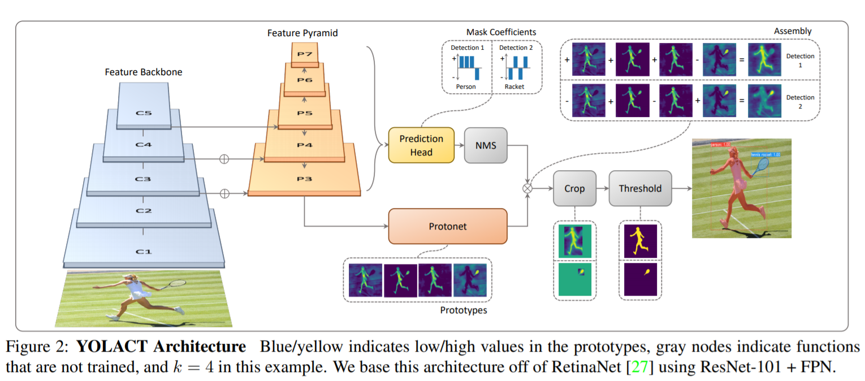 Feature Backbone
C5
C4
C3
C2
C1
Feature Pyramid
P7
P6
P5
P4
P3
Mask Coefficients
Detection 1
Detection 2
+
-
+
-
Person
Racket
Prediction
Head
NMS
Protonet
Prototypes
Assembly
+ + + - = Detection 1
- + - + = Detection 2
Crop
Threshold
Figure 2: YOLACT Architecture Blue/yellow indicates low/high values in the prototypes, gray nodes indicate functions
that are not trained, and k = 4 in this example. We base this architecture off of RetinaNet [27] using ResNet-101 + FPN.